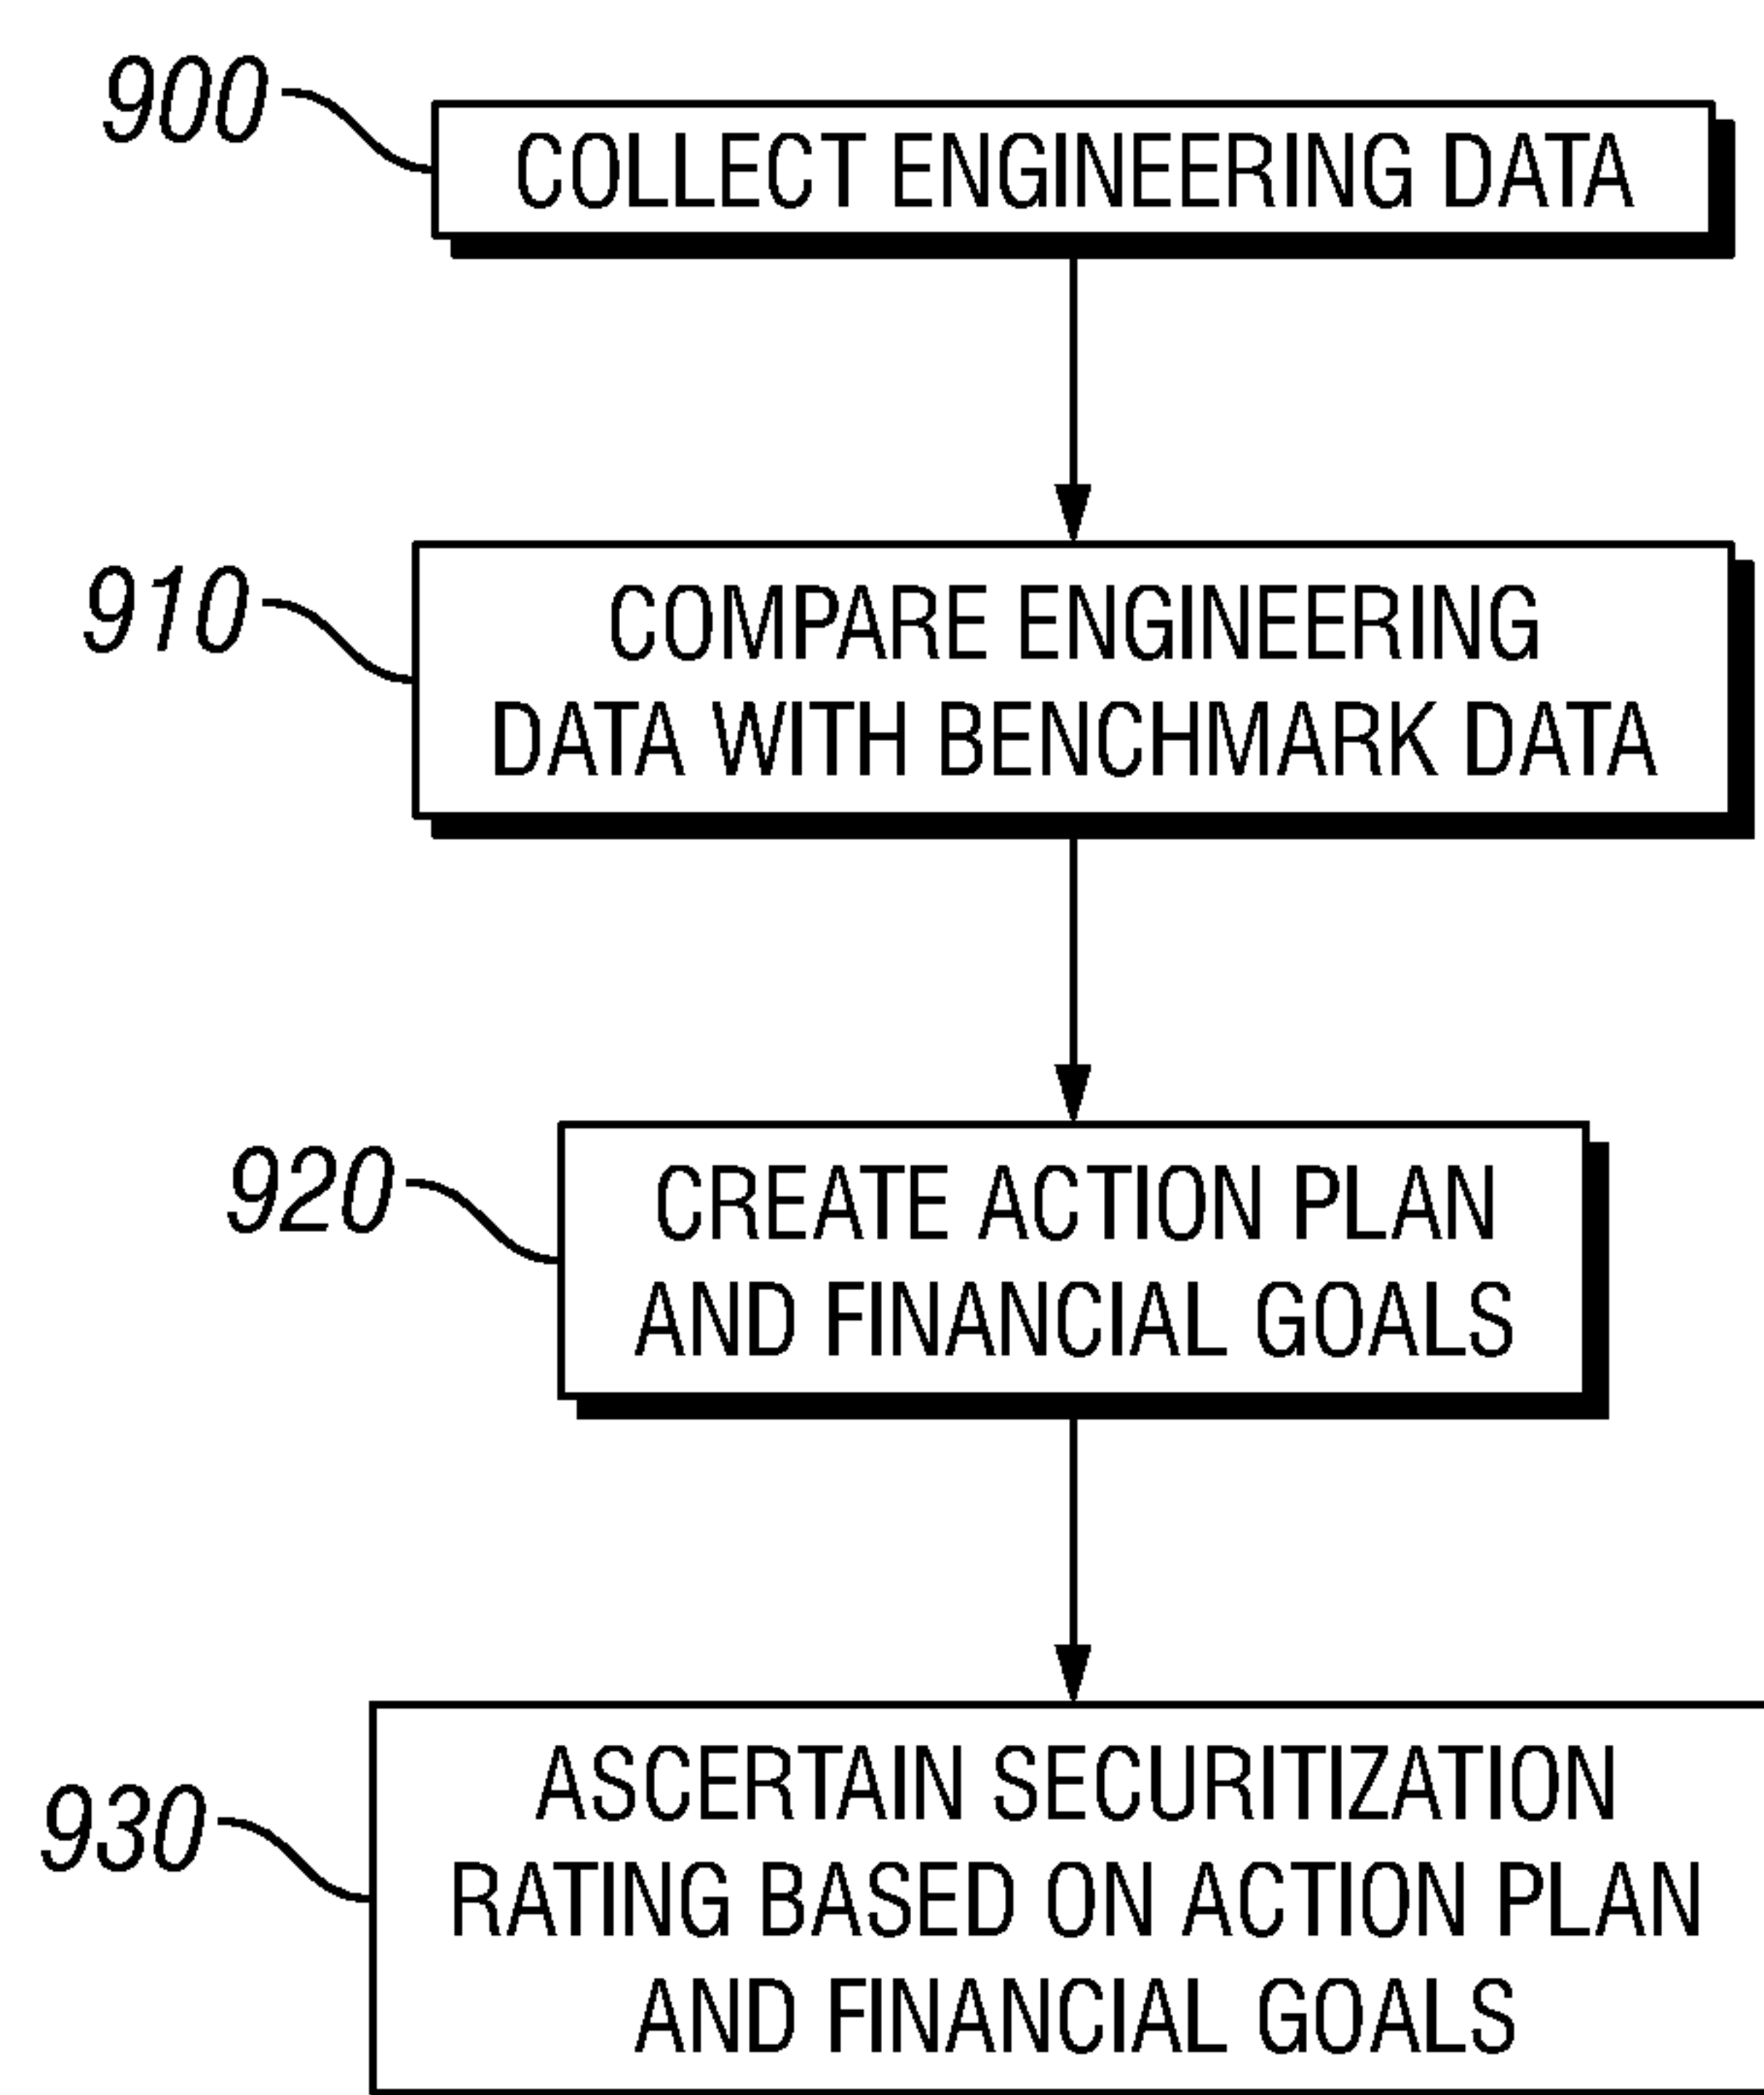 900
COLLECT ENGINEERING DATA
910
COMPARE ENGINEERING
DATA WITH BENCHMARK DATA
920
CREATE ACTION PLAN
AND FINANCIAL GOALS
930
ASCERTAIN SECURITIZATION
RATING BASED ON ACTION PLAN
AND FINANCIAL GOALS